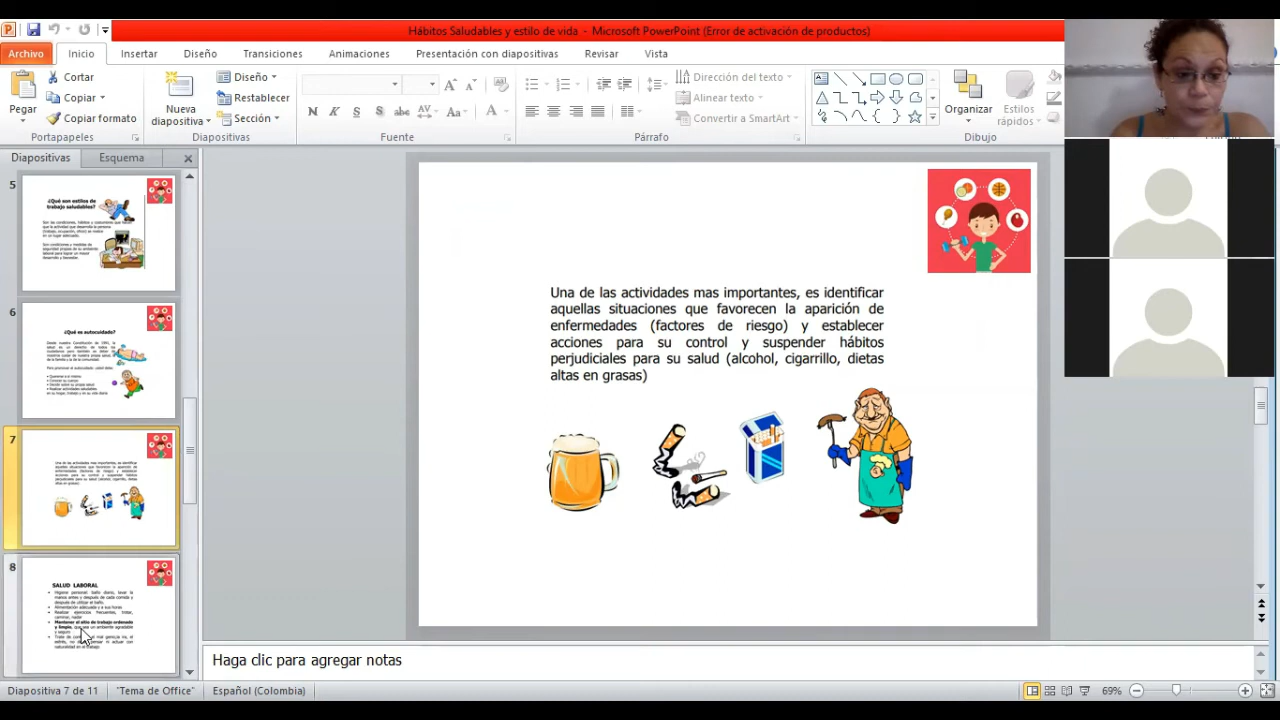 Hábitos Saludables y estilo de vida - Microsoft PowerPoint (Error de activación de productos)
Archivo Inicio Insertar Diseño Transiciones Animaciones Presentación con diapositivas Revisar Vista
Pegar
Cortar
Copiar
Copiar formato
Portapapeles
Nueva diapositiva
Diseño
Restablecer
Sección
Diapositivas
N K S S abc AV Aa A
Fuente
Dirección del texto
Alinear texto
Convertir a SmartArt
Párrafo
Organizar
Estilos rápidos
Dibujo
Diapositivas Esquema
5
¿Qué son estilos de
trabajo saludables?
6
¿Qué es autocuidado?
7
8
SALUD LABORAL
Una de las actividades mas importantes, es identificar
aquellas situaciones que favorecen la aparición de
enfermedades (factores de riesgo) y establecer
acciones para su control y suspender hábitos
perjudiciales para su salud (alcohol, cigarrillo, dietas
altas en grasas)
Haga clic para agregar notas
Diapositiva 7 de 11 "Tema de Office" Español (Colombia) 69%